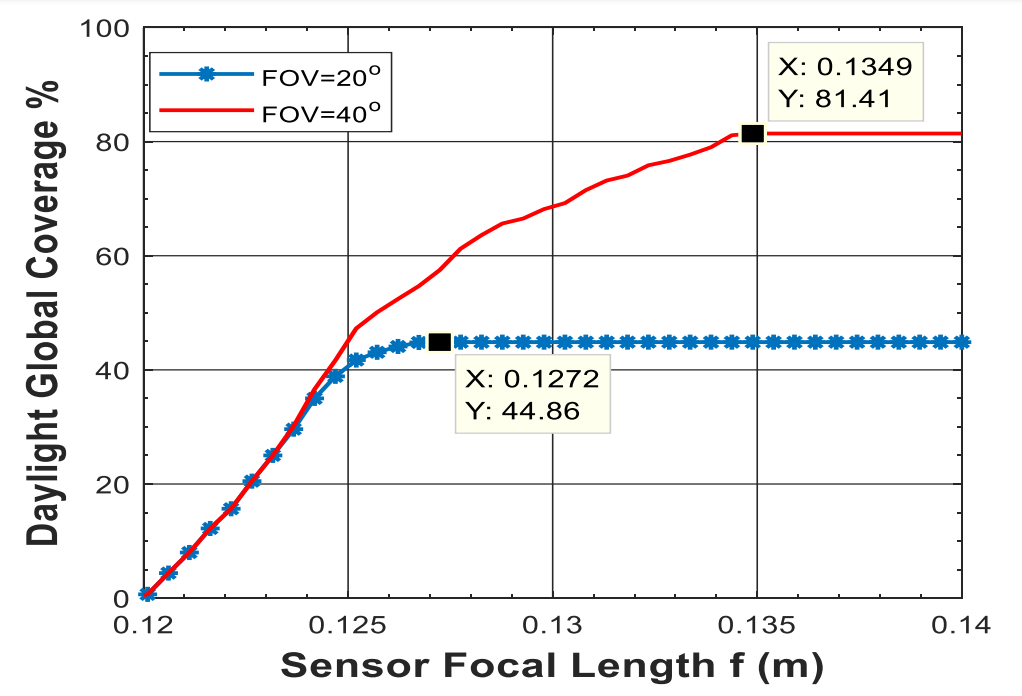 100
80
60
40
20
0
0.12
0.125
0.13
0.135
0.14
Daylight Global Coverage %
Sensor Focal Length f (m)
FOV=20°
FOV=40°
X: 0.1349
Y: 81.41
X: 0.1272
Y: 44.86